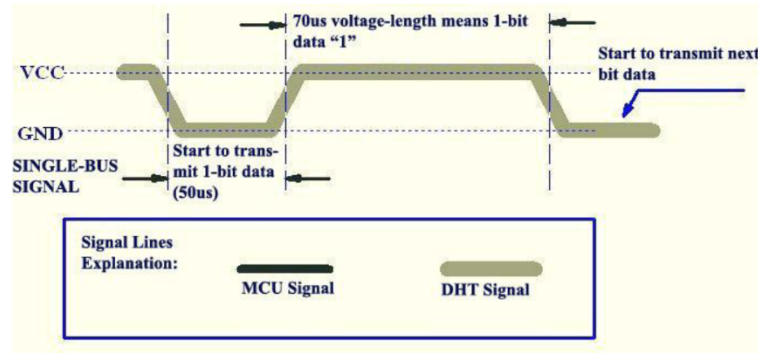 70us voltage-length means 1-bit
data “1”
Start to transmit next
bit data
VCC
GND
SINGLE-BUS
SIGNAL
Start to trans-
mit 1-bit data
(50us)
Signal Lines
Explanation:
MCU Signal
DHT Signal